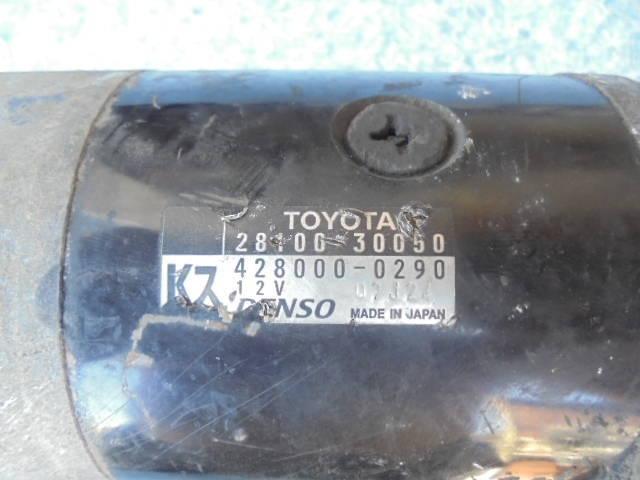 TOYOTA
28100-30050
Kス 428000-0290
12V
DENSO MADE IN JAPAN